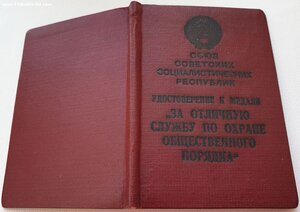 СОЮЗ
СОВЕТСКИХ
СОЦИАЛИСТИЧЕСКИХ
РЕСПУБЛИК
УДОСТОВЕРЕНИЕ К МЕДАЛИ
„ЗА ОТЛИЧНУЮ
СЛУЖБУ ПО ОХРАНЕ
ОБЩЕСТВЕННОГО
ПОРЯДКА“